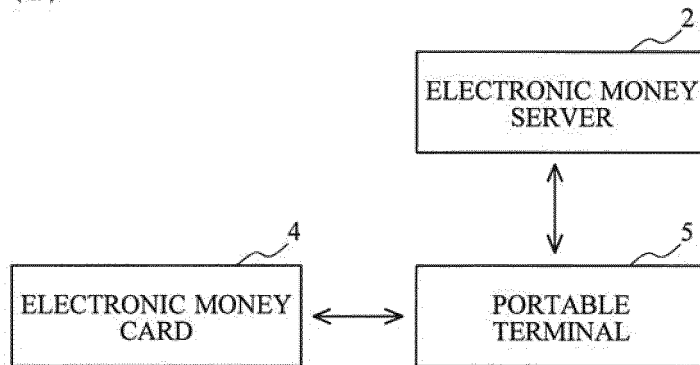 2
ELECTRONIC MONEY
SERVER
4
5
ELECTRONIC MONEY
CARD
PORTABLE
TERMINAL